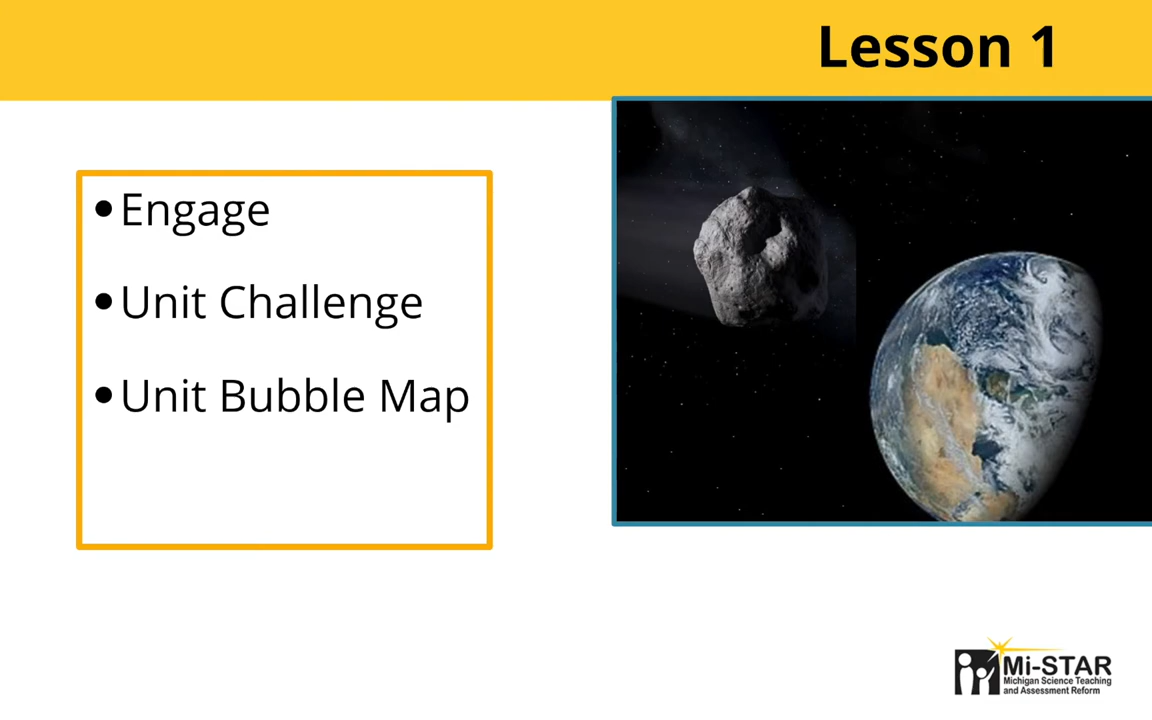 Lesson 1
• Engage
• Unit Challenge
• Unit Bubble Map
Mi-STAR
Michigan Science Teaching
and Assessment Reform